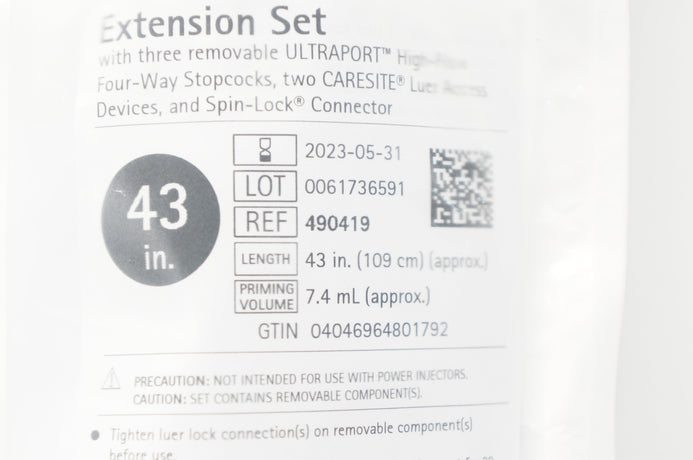 Extension Set
with three removable ULTRAPORT™ High-Flow
Four-Way Stopcocks, two CARESITE® Luer Access
Devices, and Spin-Lock® Connector
43
in.
2023-05-31
LOT 0061736591
REF 490419
LENGTH 43 in. (109 cm) (approx.)
PRIMING
VOLUME 7.4 mL (approx.)
GTIN 04046964801792
PRECAUTION: NOT INTENDED FOR USE WITH POWER INJECTORS.
CAUTION: SET CONTAINS REMOVABLE COMPONENT(S).
● Tighten luer lock connection(s) on removable component(s)
before use.